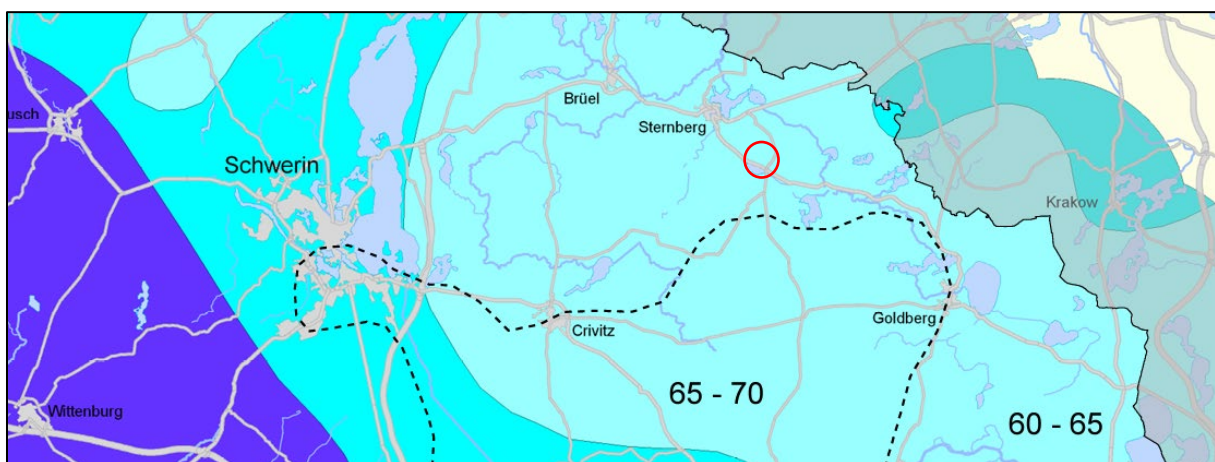 Brüel
usch
Sternberg
Schwerin
Krakow
Goldberg
Crivitz
65 - 70
Wittenburg
60 - 65